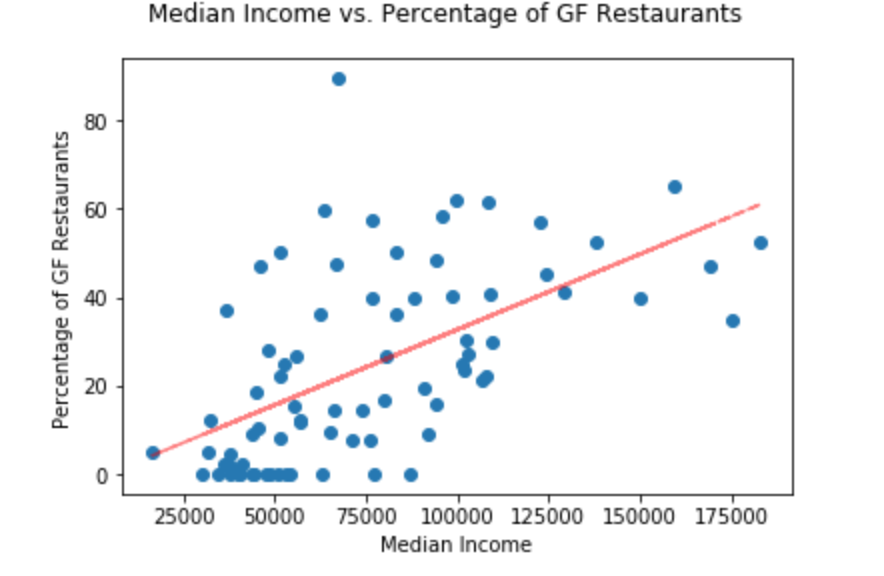 Median Income vs. Percentage of GF Restaurants
Percentage of GF Restaurants
80
60
40
20
0
25000 50000 75000 100000 125000 150000 175000
Median Income